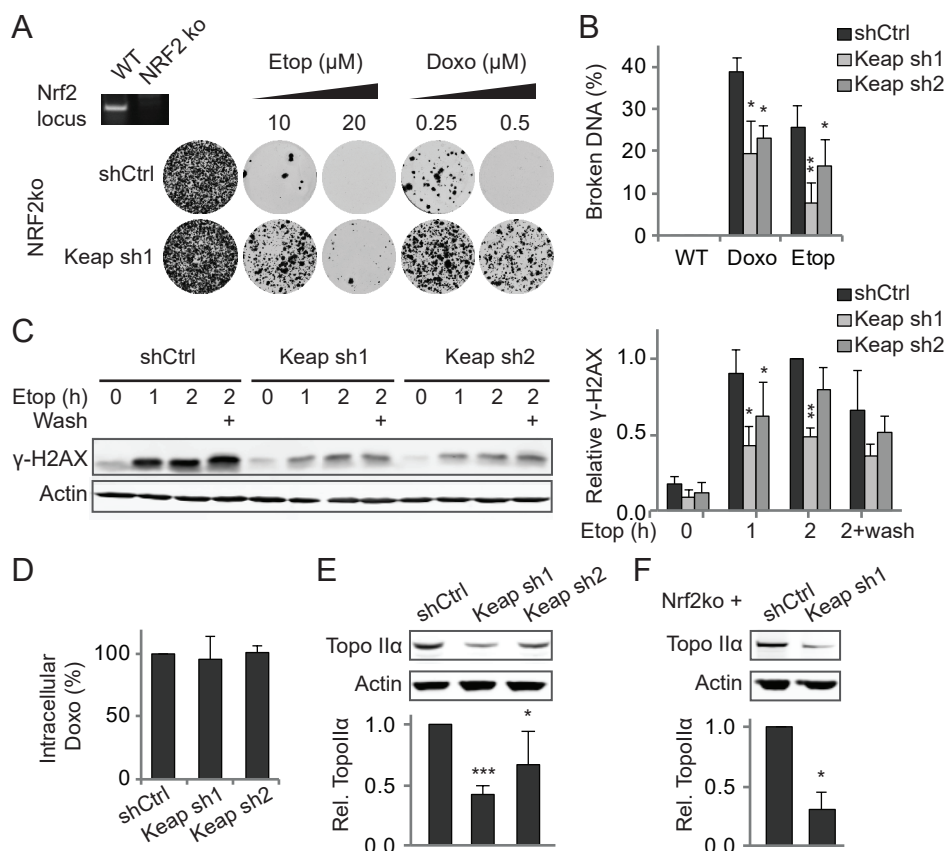 A
WT
NRF2 ko
Nrf2
locus
Etop (µM)
Doxo (µM)
10
20
0.25
0.5
NRF2ko
shCtrl
Keap sh1
B
shCtrl
Keap sh1
Keap sh2
Broken DNA (%)
40
30
20
10
0
*
*
**
*
WT
Doxo
Etop
C
shCtrl
Keap sh1
Keap sh2
Etop (h) 0 1 2 2 0 1 2 2 0 1 2 2
Wash + + +
γ-H2AX
Actin
shCtrl
Keap sh1
Keap sh2
Relative γ-H2AX
1.0
0.5
0.0
*
*
**
Etop (h) 0 1 2 2+wash
D
Intracellular
Doxo (%)
100
50
0
shCtrl
Keap sh1
Keap sh2
E
shCtrl
Keap sh1
Keap sh2
Topo IIα
Actin
Rel. TopoIIα
1.0
0.5
0.0
***
*
F
Nrf2ko +
shCtrl
Keap sh1
Topo IIα
Actin
Rel. TopoIIα
1.0
0.5
0.0
*